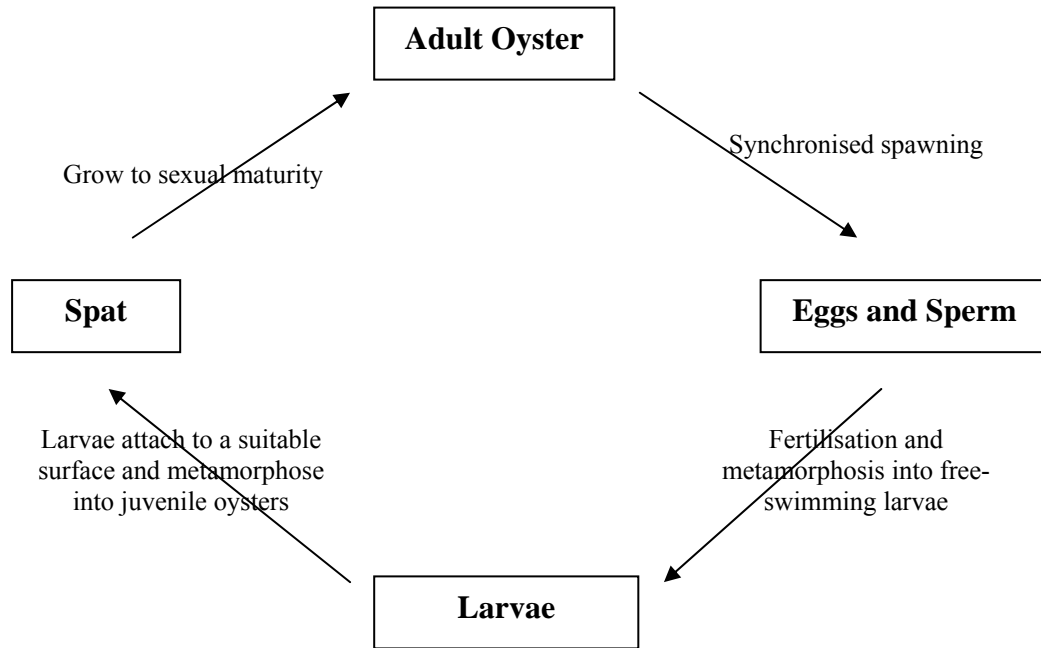 Adult Oyster
Synchronised spawning
Grow to sexual maturity
Spat
Eggs and Sperm
Larvae attach to a suitable
surface and metamorphose
into juvenile oysters
Fertilisation and
metamorphosis into free-
swimming larvae
Larvae